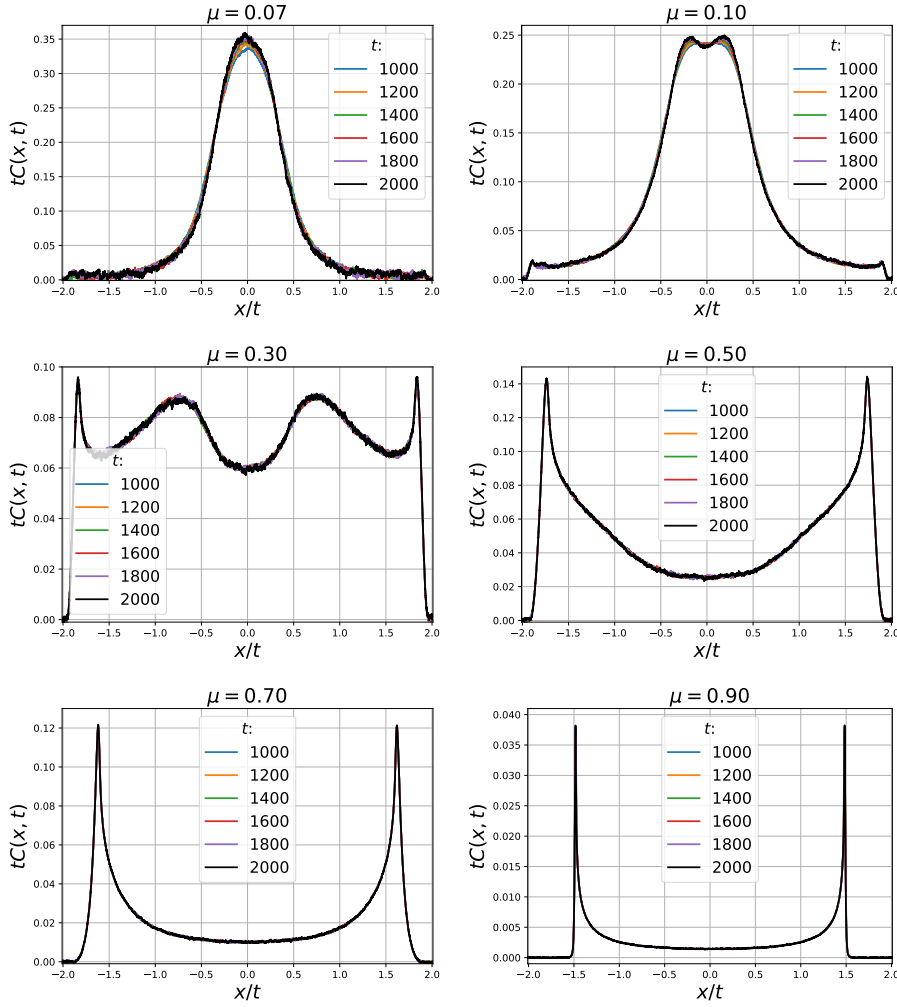 μ = 0.07
tC(x, t)
0.35
0.30
0.25
0.20
0.15
0.10
0.05
0.00
t:
1000
1200
1400
1600
1800
2000
−2.0 −1.5 −1.0 −0.5 0.0 0.5 1.0 1.5 2.0
x/t
μ = 0.10
tC(x, t)
0.25
0.20
0.15
0.10
0.05
0.00
t:
1000
1200
1400
1600
1800
2000
−2.0 −1.5 −1.0 −0.5 0.0 0.5 1.0 1.5 2.0
x/t
μ = 0.30
tC(x, t)
0.10
0.08
0.06
0.04
0.02
0.00
t:
1000
1200
1400
1600
1800
2000
−2.0 −1.5 −1.0 −0.5 0.0 0.5 1.0 1.5 2.0
x/t
μ = 0.50
tC(x, t)
0.14
0.12
0.10
0.08
0.06
0.04
0.02
0.00
t:
1000
1200
1400
1600
1800
2000
−2.0 −1.5 −1.0 −0.5 0.0 0.5 1.0 1.5 2.0
x/t
μ = 0.70
tC(x, t)
0.12
0.10
0.08
0.06
0.04
0.02
0.00
t:
1000
1200
1400
1600
1800
2000
−2.0 −1.5 −1.0 −0.5 0.0 0.5 1.0 1.5 2.0
x/t
μ = 0.90
tC(x, t)
0.040
0.035
0.030
0.025
0.020
0.015
0.010
0.005
0.000
t:
1000
1200
1400
1600
1800
2000
−2.0 −1.5 −1.0 −0.5 0.0 0.5 1.0 1.5 2.0
x/t